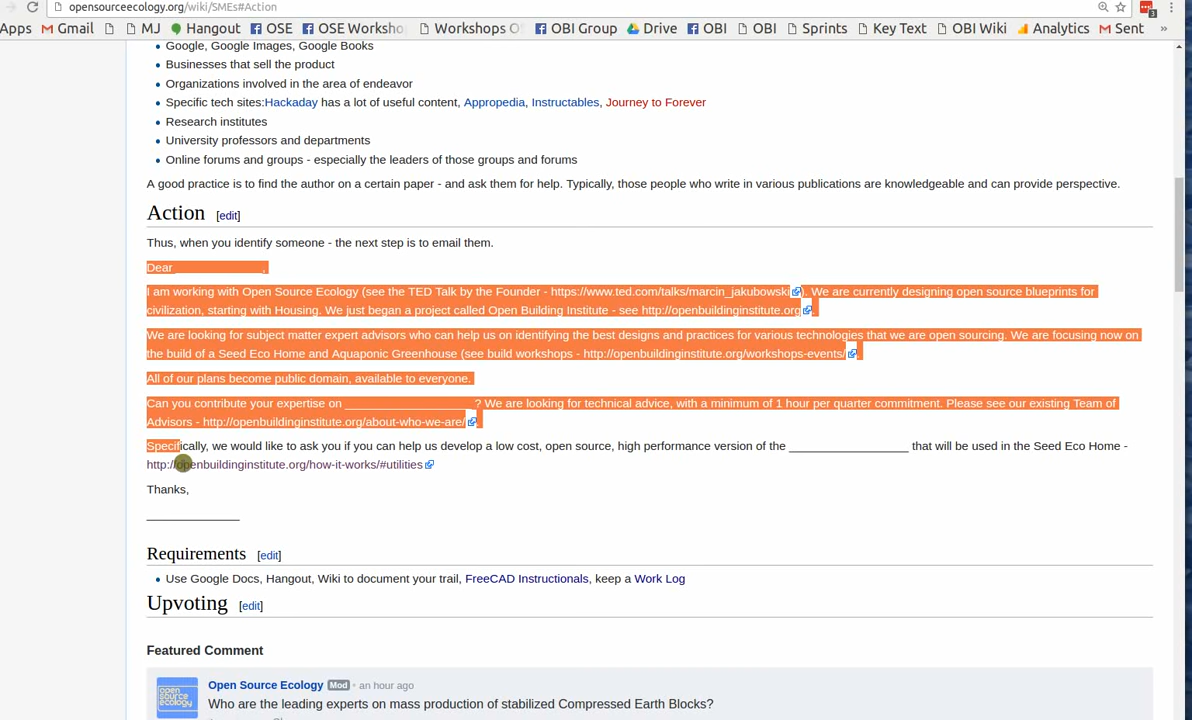 opensourceecology.org/wiki/SMEs#Action
3
Apps Gmail MJ Hangout OSE OSE Worksho Workshops O OBI Group Drive OBI OBI Sprints Key Text OBI Wiki Analytics Sent »
Google, Google Images, Google Books
Businesses that sell the product
Organizations involved in the area of endeavor
Specific tech sites:Hackaday has a lot of useful content, Appropedia, Instructables, Journey to Forever
Research institutes
University professors and departments
Online forums and groups - especially the leaders of those groups and forums
A good practice is to find the author on a certain paper - and ask them for help. Typically, those people who write in various publications are knowledgeable and can provide perspective.
Action [edit]
Thus, when you identify someone - the next step is to email them.
Dear ______________,
I am working with Open Source Ecology (see the TED Talk by the Founder - https://www.ted.com/talks/marcin_jakubowski ). We are currently designing open source blueprints for
civilization, starting with Housing. We just began a project called Open Building Institute - see http://openbuildinginstitute.org .
We are looking for subject matter expert advisors who can help us on identifying the best designs and practices for various technologies that we are open sourcing. We are focusing now on
the build of a Seed Eco Home and Aquaponic Greenhouse (see build workshops - http://openbuildinginstitute.org/workshops-events/
All of our plans become public domain, available to everyone.
Can you contribute your expertise on ____________________? We are looking for technical advice, with a minimum of 1 hour per quarter commitment. Please see our existing Team of
Advisors - http://openbuildinginstitute.org/about-who-we-are/
Specifically, we would like to ask you if you can help us develop a low cost, open source, high performance version of the __________________ that will be used in the Seed Eco Home -
http://openbuildinginstitute.org/how-it-works/#utilities
Thanks,
______________
Requirements [edit]
Use Google Docs, Hangout, Wiki to document your trail, FreeCAD Instructionals, keep a Work Log
Upvoting [edit]
Featured Comment
open source ecology
Open Source Ecology Mod • an hour ago
Who are the leading experts on mass production of stabilized Compressed Earth Blocks?